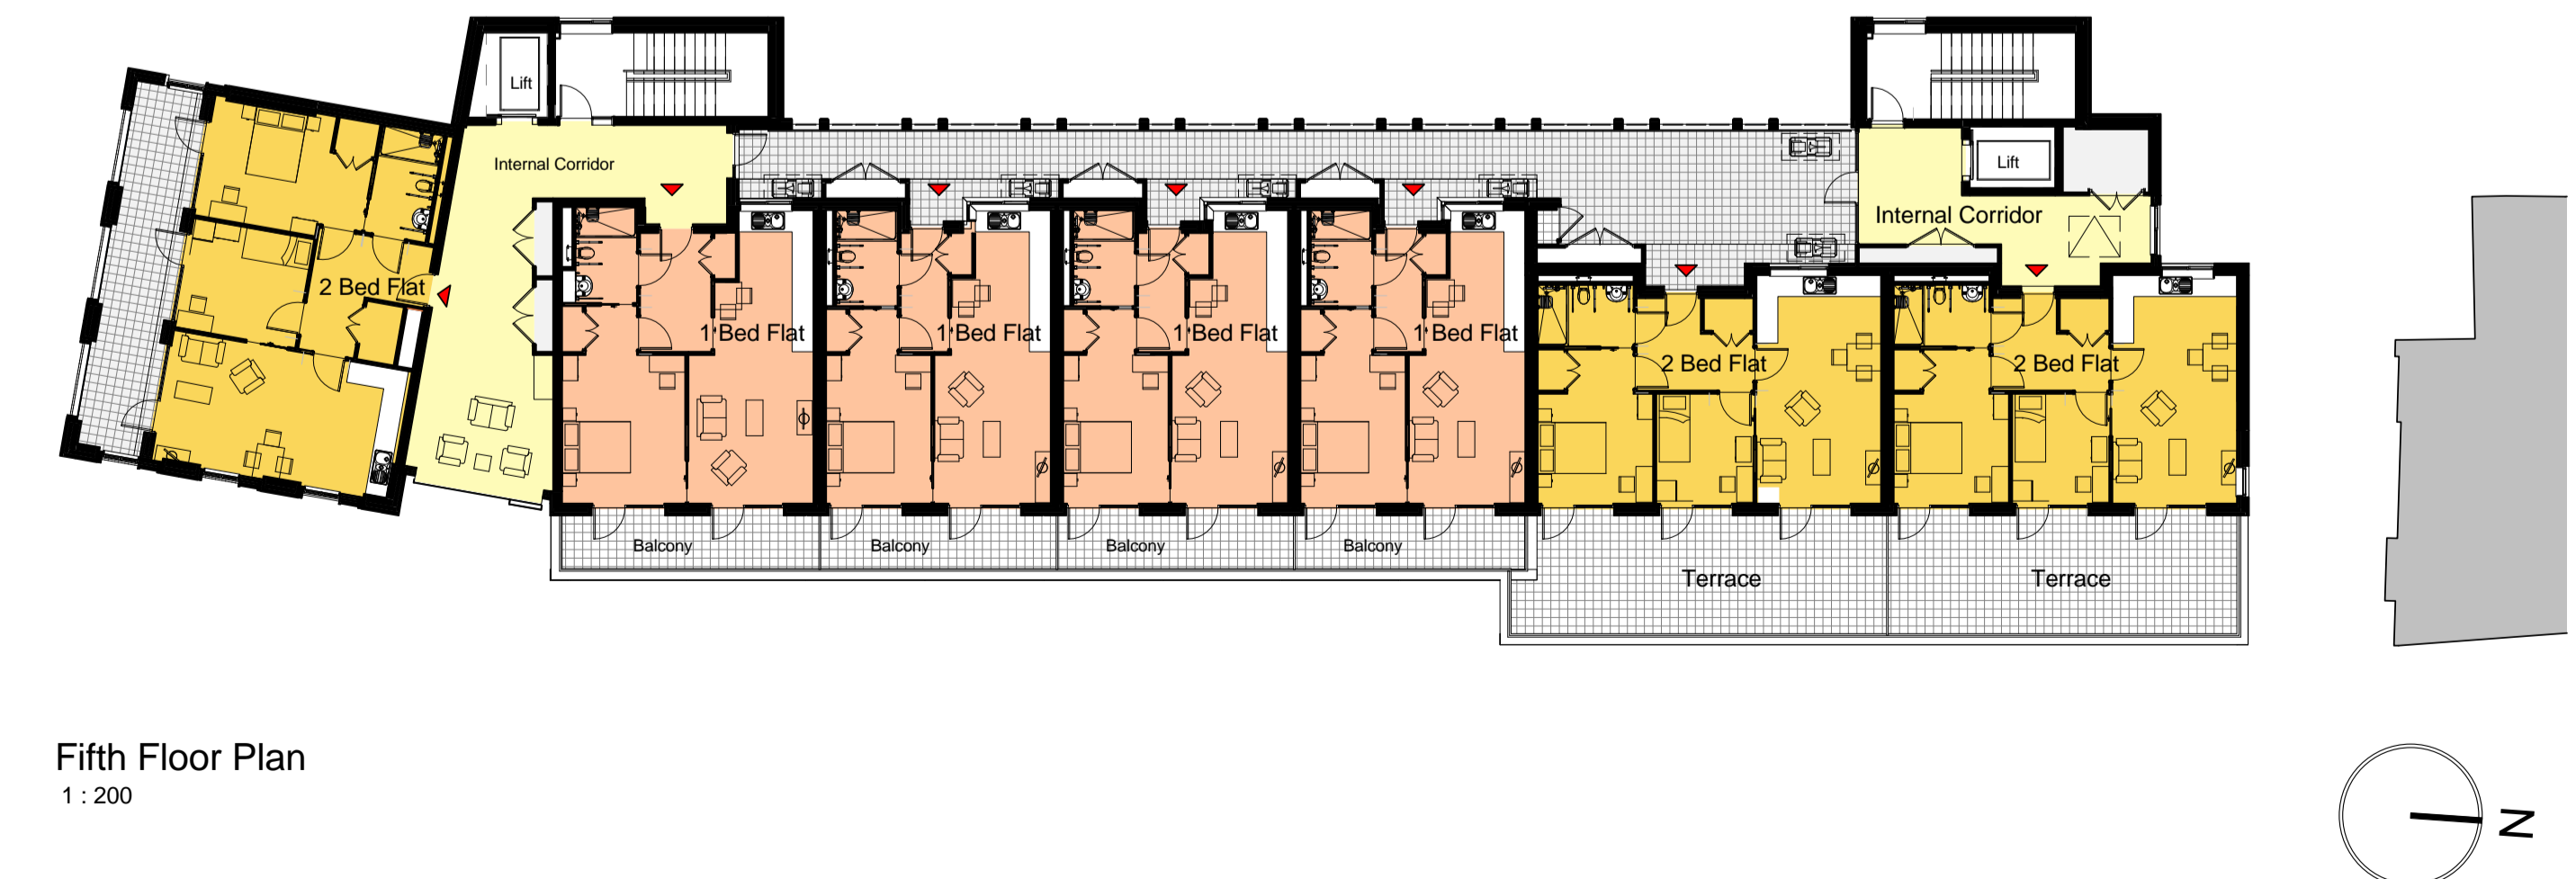 Lift
Internal Corridor
Lift
Internal Corridor
2 Bed Flat
1 Bed Flat
1 Bed Flat
1 Bed Flat
1 Bed Flat
2 Bed Flat
2 Bed Flat
Balcony
Balcony
Balcony
Balcony
Terrace
Terrace
Fifth Floor Plan
1 : 200
N